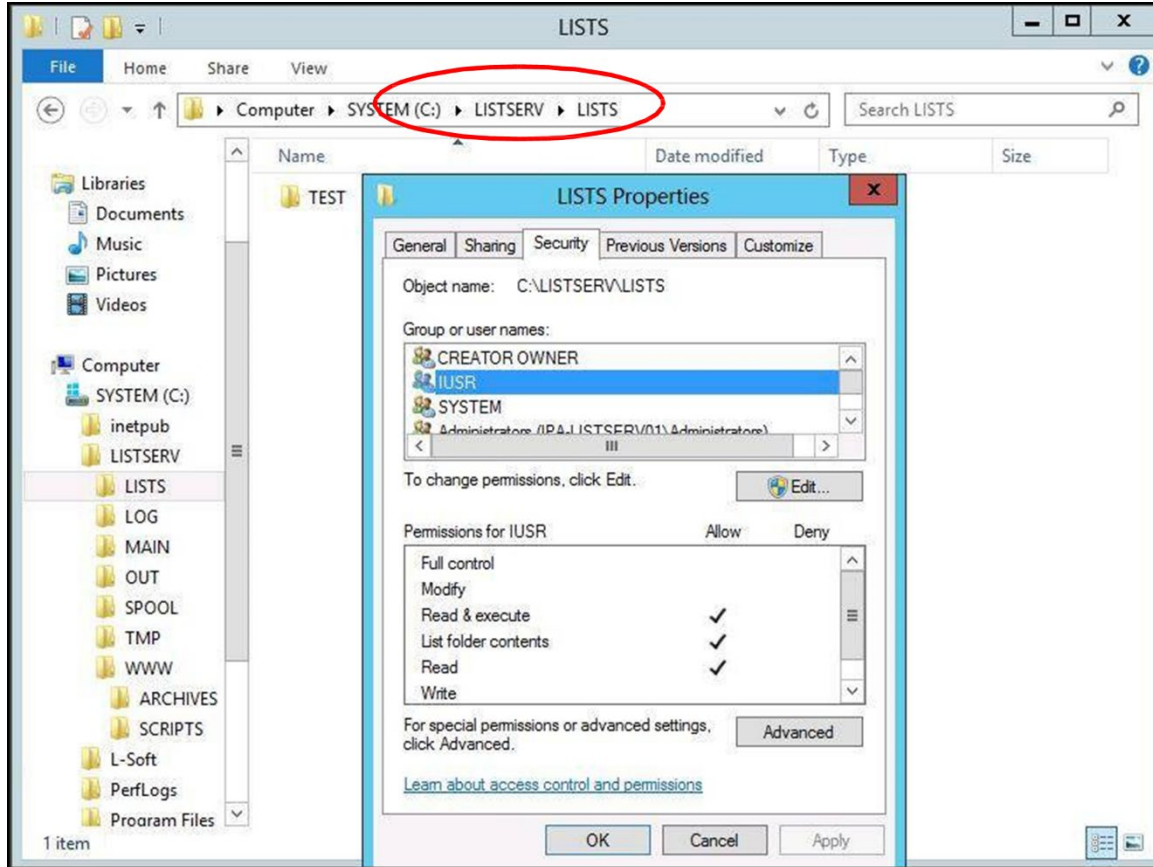 LISTS
File Home Share View
Computer SYSTEM (C:) LISTSERV LISTS
Search LISTS
Name Date modified Type Size
TEST
Libraries
Documents
Music
Pictures
Videos
Computer
SYSTEM (C:)
inetpub
LISTSERV
LISTS
LOG
MAIN
OUT
SPOOL
TMP
WWW
ARCHIVES
SCRIPTS
L-Soft
PerfLogs
Program Files
1 item
LISTS Properties
General Sharing Security Previous Versions Customize
Object name: C:\LISTSERV\LISTS
Group or user names:
CREATOR OWNER
IUSR
SYSTEM
Administrators (IPA-LISTSERV01\Administrators)
To change permissions, click Edit.
Edit...
Permissions for IUSR Allow Deny
Full control
Modify
Read & execute
List folder contents
Read
Write
For special permissions or advanced settings,
click Advanced.
Advanced
Learn about access control and permissions
OK Cancel Apply